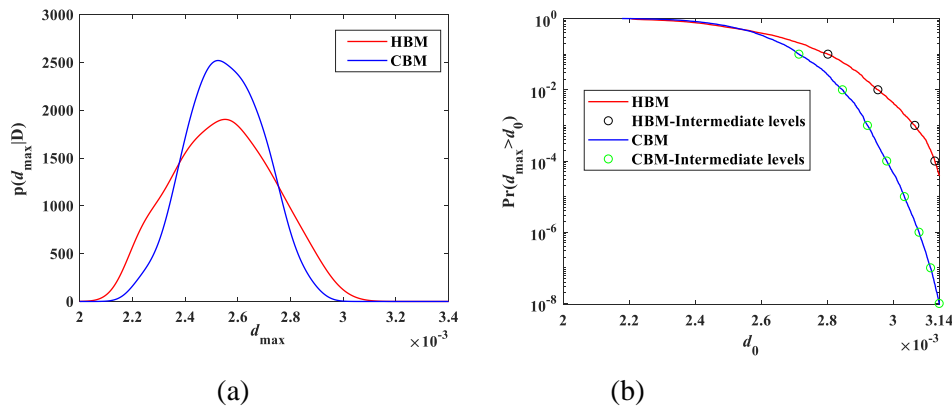 3000
2500
2000
1500
1000
500
0
p(d_max|D)
HBM
CBM
2 2.2 2.4 2.6 2.8 3 3.2 3.4
d_max ×10^-3
(a)
10^0
10^-2
10^-4
10^-6
10^-8
Pr(d_max>d_0)
HBM
HBM-Intermediate levels
CBM
CBM-Intermediate levels
2 2.2 2.4 2.6 2.8 3 3.14
d_0 ×10^-3
(b)